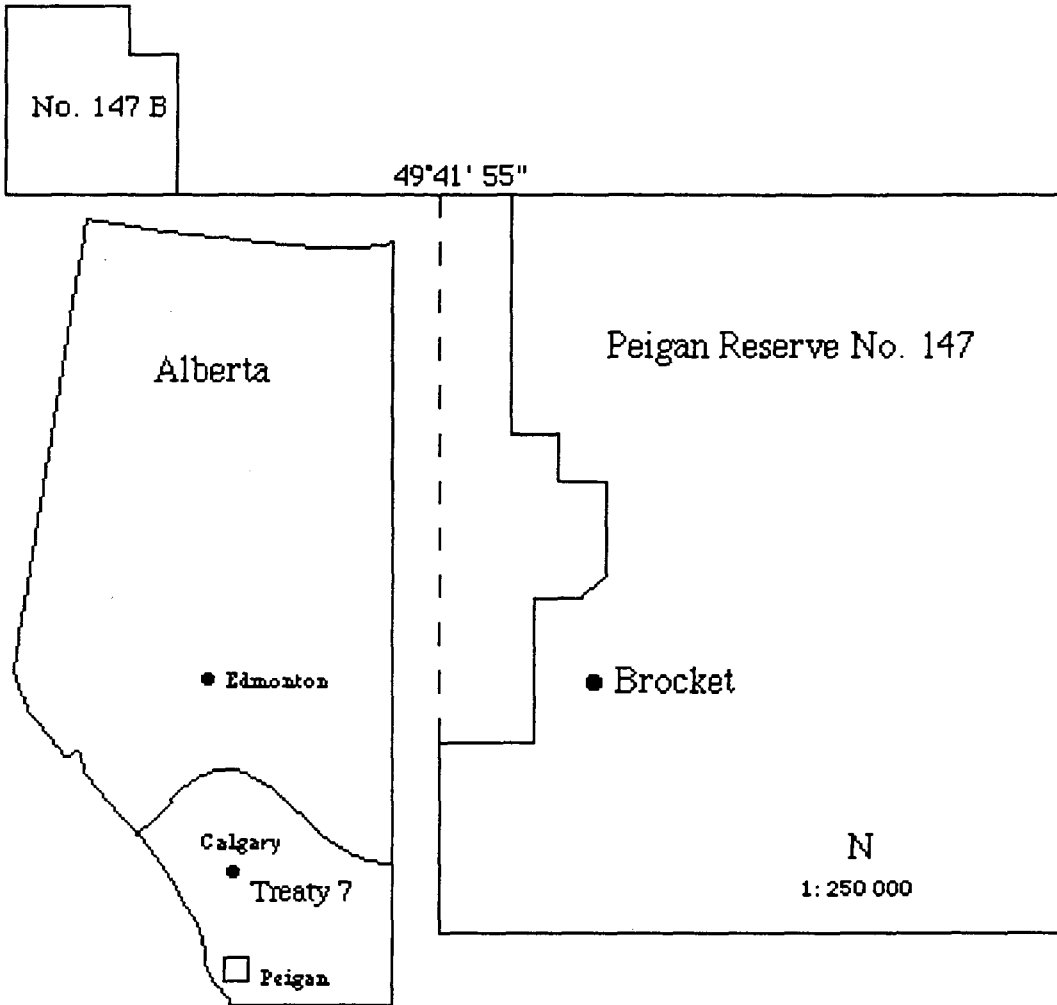 No. 147 B
49°41' 55"
Peigan Reserve No. 147
Alberta
Edmonton
Brocket
Calgary
Treaty 7
N
1: 250 000
Peigan